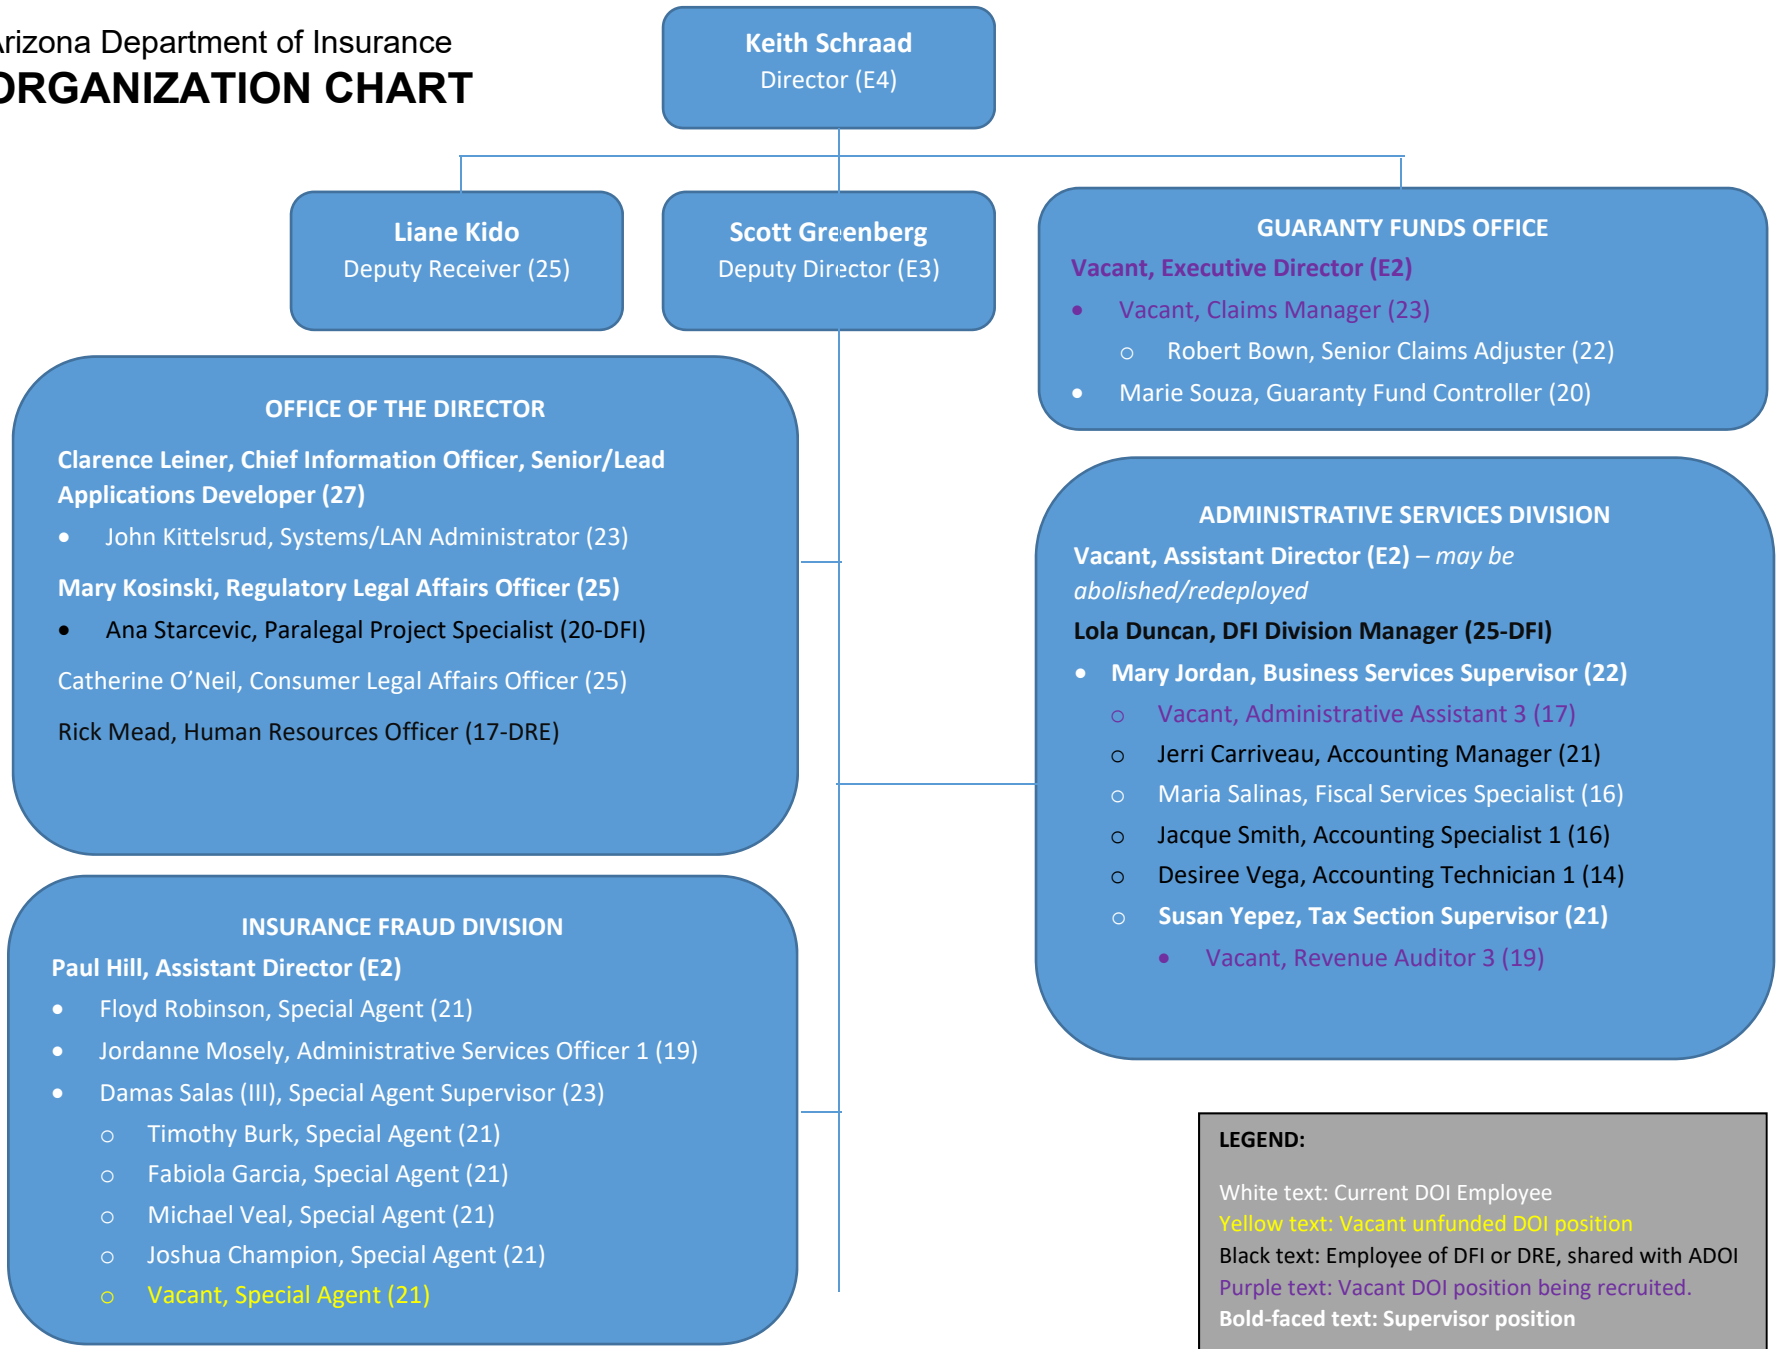 Arizona Department of Insurance
ORGANIZATION CHART
Keith Schraad
Director (E4)
Liane Kido
Deputy Receiver (25)
Scott Greenberg
Deputy Director (E3)
GUARANTY FUNDS OFFICE
Vacant, Executive Director (E2)
• Vacant, Claims Manager (23)
o Robert Bown, Senior Claims Adjuster (22)
• Marie Souza, Guaranty Fund Controller (20)
OFFICE OF THE DIRECTOR
Clarence Leiner, Chief Information Officer, Senior/Lead
Applications Developer (27)
• John Kittelsrud, Systems/LAN Administrator (23)
Mary Kosinski, Regulatory Legal Affairs Officer (25)
• Ana Starcevic, Paralegal Project Specialist (20-DFI)
Catherine O’Neil, Consumer Legal Affairs Officer (25)
Rick Mead, Human Resources Officer (17-DRE)
ADMINISTRATIVE SERVICES DIVISION
Vacant, Assistant Director (E2) – may be
abolished/redeployed
Lola Duncan, DFI Division Manager (25-DFI)
• Mary Jordan, Business Services Supervisor (22)
o Vacant, Administrative Assistant 3 (17)
o Jerri Carriveau, Accounting Manager (21)
o Maria Salinas, Fiscal Services Specialist (16)
o Jacque Smith, Accounting Specialist 1 (16)
o Desiree Vega, Accounting Technician 1 (14)
o Susan Yepez, Tax Section Supervisor (21)
• Vacant, Revenue Auditor 3 (19)
INSURANCE FRAUD DIVISION
Paul Hill, Assistant Director (E2)
• Floyd Robinson, Special Agent (21)
• Jordanne Mosely, Administrative Services Officer 1 (19)
• Damas Salas (III), Special Agent Supervisor (23)
o Timothy Burk, Special Agent (21)
o Fabiola Garcia, Special Agent (21)
o Michael Veal, Special Agent (21)
o Joshua Champion, Special Agent (21)
o Vacant, Special Agent (21)
LEGEND:
White text: Current DOI Employee
Yellow text: Vacant unfunded DOI position
Black text: Employee of DFI or DRE, shared with ADOI
Purple text: Vacant DOI position being recruited.
Bold-faced text: Supervisor position